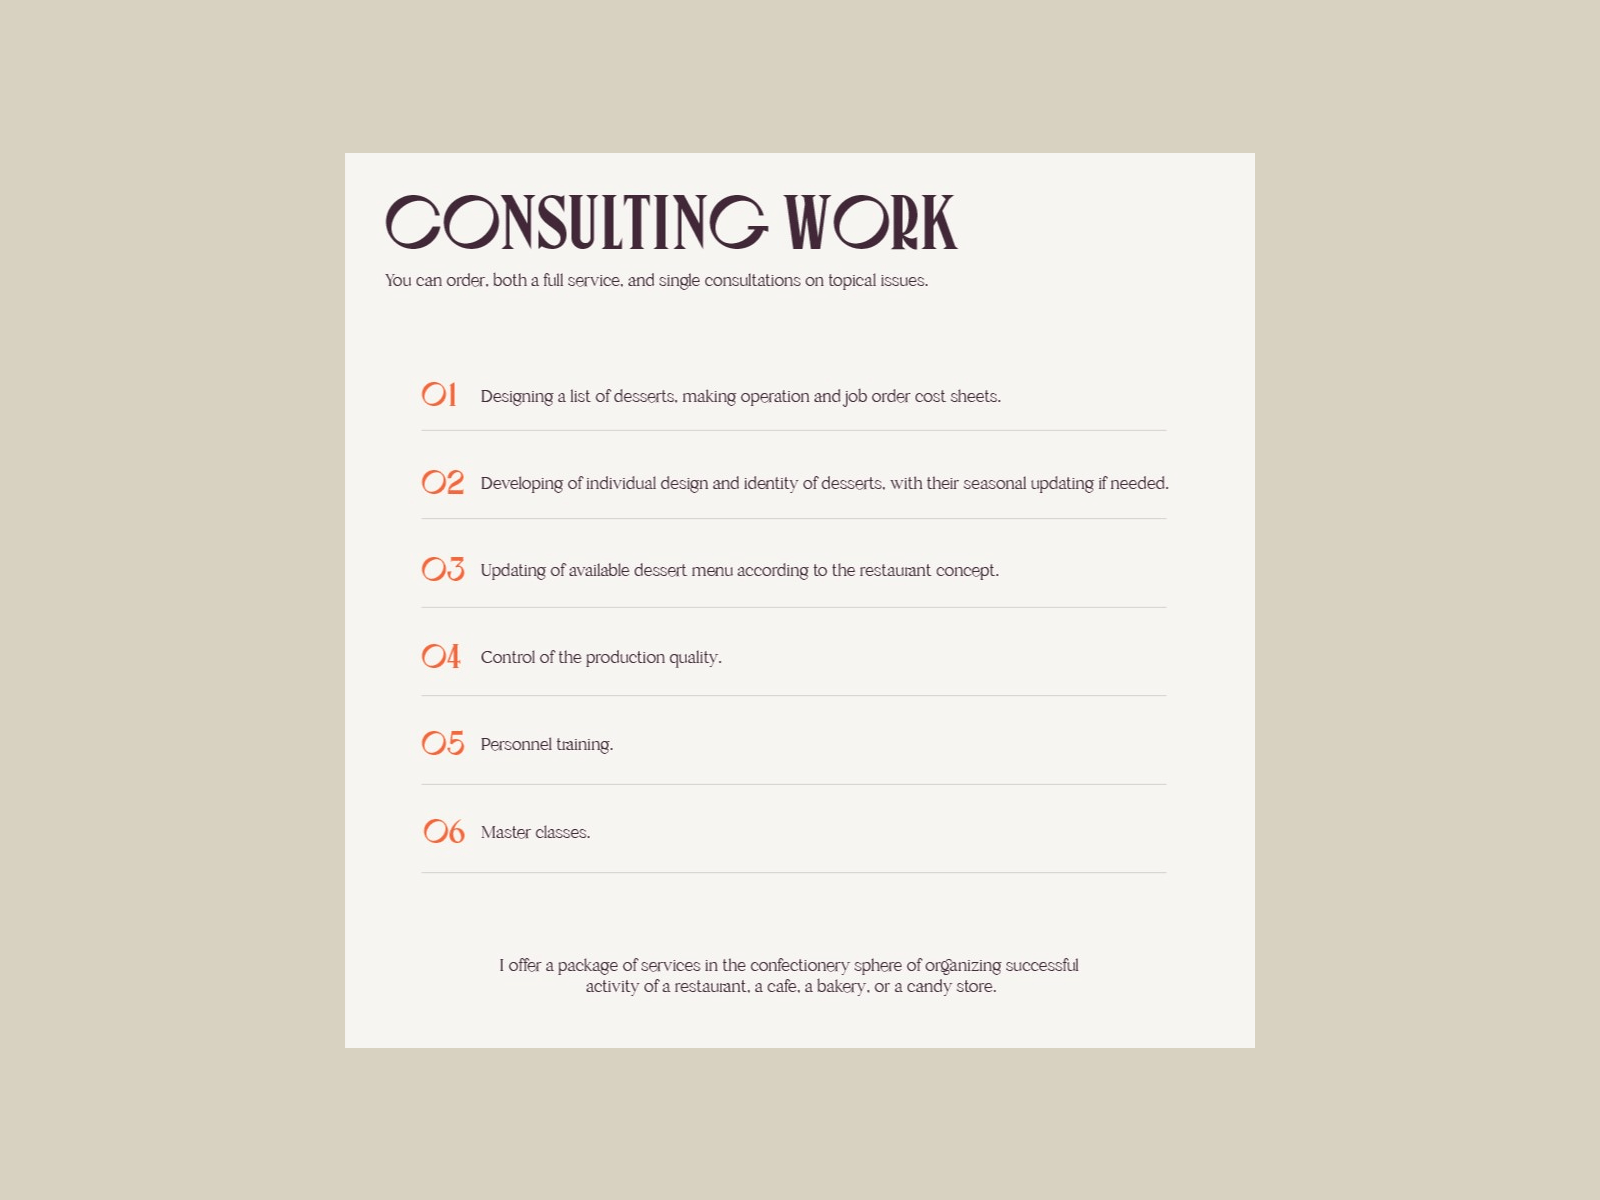 CONSULTING WORK
You can order, both a full service, and single consultations on topical issues.
01 Designing a list of desserts, making operation and job order cost sheets.
02 Developing of individual design and identity of desserts, with their seasonal updating if needed.
03 Updating of available dessert menu according to the restaurant concept.
04 Control of the production quality.
05 Personnel training.
06 Master classes.
I offer a package of services in the confectionery sphere of organizing successful
activity of a restaurant, a cafe, a bakery, or a candy store.